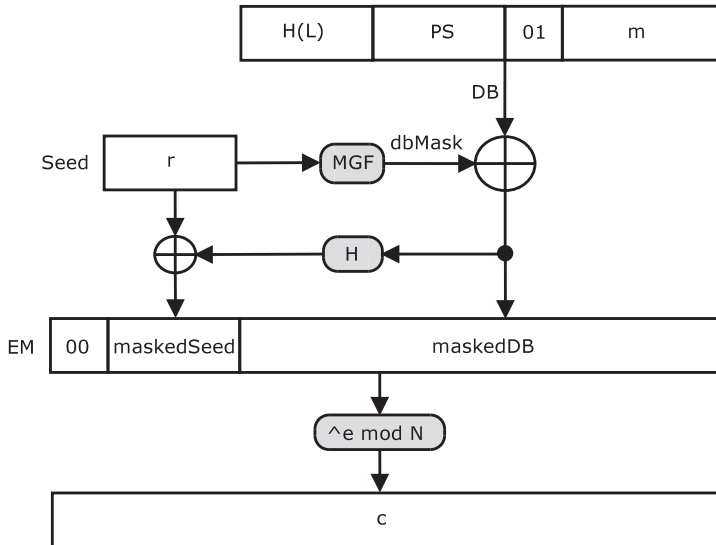 H(L) PS 01 m
DB
dbMask
Seed r MGF
H
EM 00 maskedSeed maskedDB
^e mod N
c